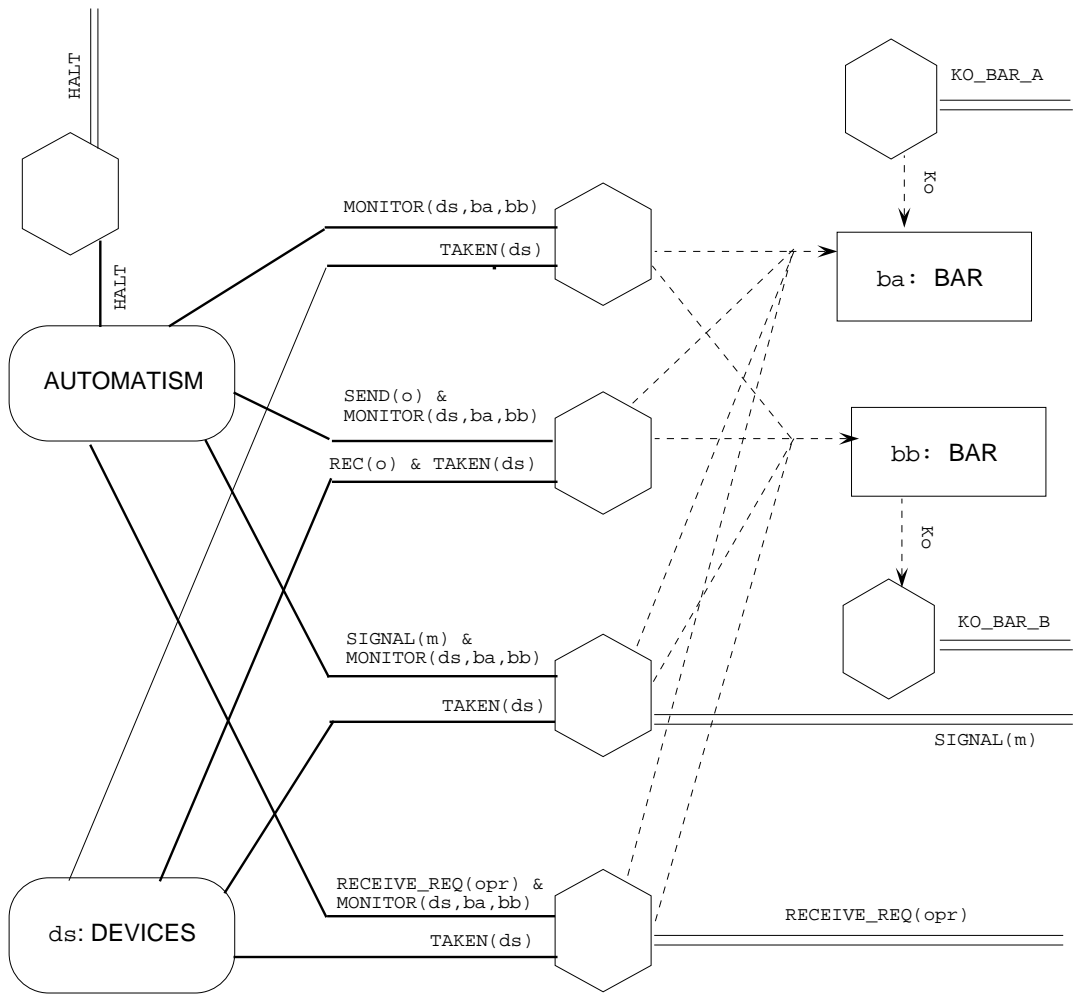 HALT
KO_BAR_A
Ko
MONITOR(ds,ba,bb)
TAKEN(ds)
ba: BAR
HALT
AUTOMATISM
SEND(o) &
MONITOR(ds,ba,bb)
REC(o) & TAKEN(ds)
bb: BAR
Ko
SIGNAL(m) &
MONITOR(ds,ba,bb)
KO_BAR_B
TAKEN(ds)
SIGNAL(m)
RECEIVE_REQ(opr) &
MONITOR(ds,ba,bb)
RECEIVE_REQ(opr)
ds: DEVICES
TAKEN(ds)